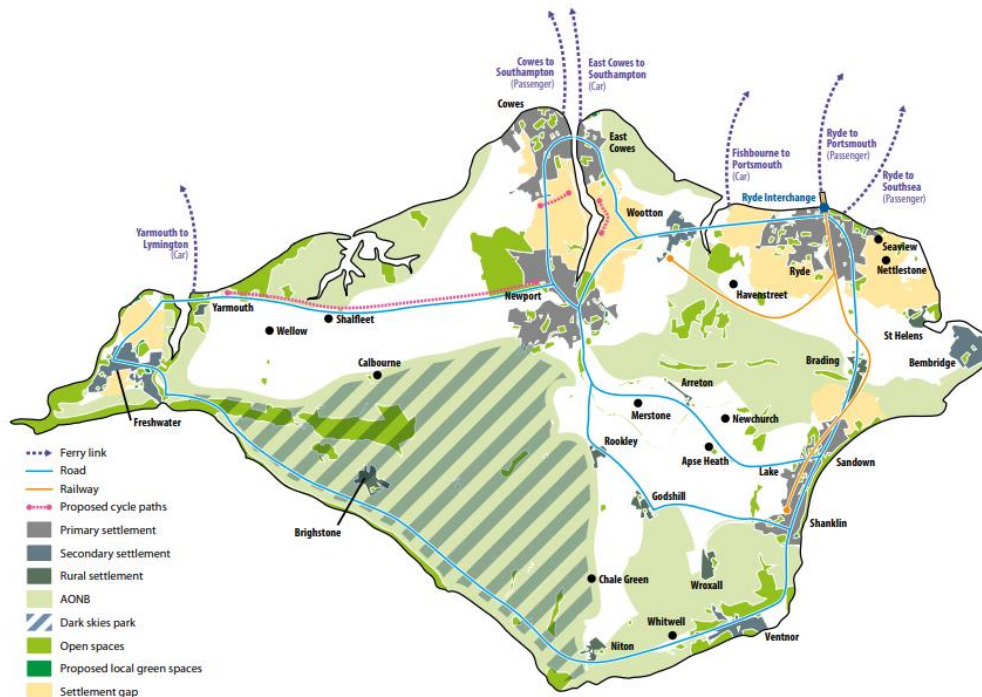 Cowes to
Southampton
(Passenger)
East Cowes to
Southampton
(Car)
Cowes
East
Cowes
Fishbourne to
Portsmouth
(Car)
Ryde to
Portsmouth
(Passenger)
Ryde to
Southsea
(Passenger)
Ryde Interchange
Yarmouth to
Lymington
(Car)
Wootton
Seaview
Nettlestone
Ryde
Havenstreet
Yarmouth
Newport
Shalfleet
Wellow
St Helens
Bembridge
Brading
Calbourne
Arreton
Merstone
Newchurch
Freshwater
Rookley
Apse Heath
Lake
Sandown
Godshill
Shanklin
Brighstone
Chale Green
Wroxall
Whitwell
Niton
Ventnor
Ferry link
Road
Railway
Proposed cycle paths
Primary settlement
Secondary settlement
Rural settlement
AONB
Dark skies park
Open spaces
Proposed local green spaces
Settlement gap